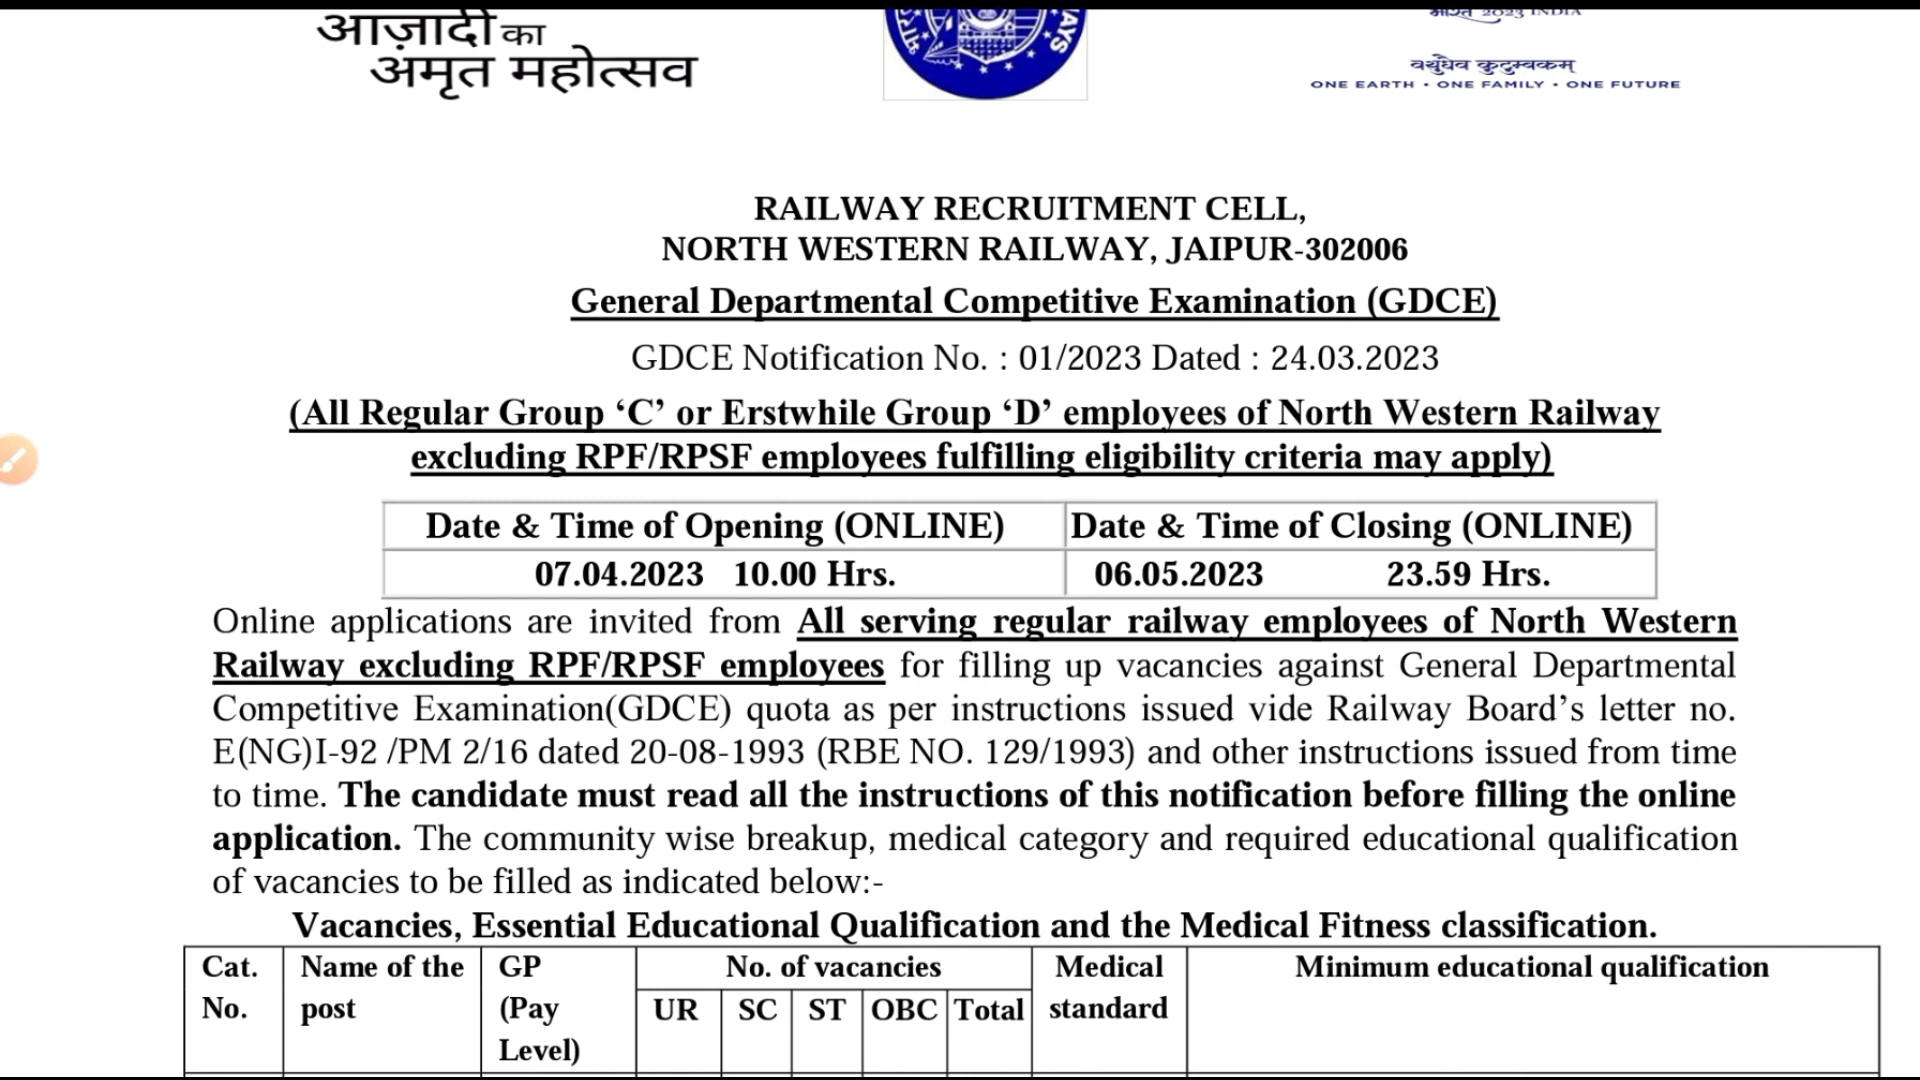 आज़ादी का
अमृत महोत्सव
भारत 2023 INDIA
वसुधैव कुटुम्बकम्
ONE EARTH • ONE FAMILY • ONE FUTURE
RAILWAY RECRUITMENT CELL,
NORTH WESTERN RAILWAY, JAIPUR-302006
General Departmental Competitive Examination (GDCE)
GDCE Notification No. : 01/2023 Dated : 24.03.2023
(All Regular Group ‘C’ or Erstwhile Group ‘D’ employees of North Western Railway
excluding RPF/RPSF employees fulfilling eligibility criteria may apply)
Date & Time of Opening (ONLINE) Date & Time of Closing (ONLINE)
07.04.2023 10.00 Hrs. 06.05.2023 23.59 Hrs.
Online applications are invited from All serving regular railway employees of North Western
Railway excluding RPF/RPSF employees for filling up vacancies against General Departmental
Competitive Examination(GDCE) quota as per instructions issued vide Railway Board’s letter no.
E(NG)I-92 /PM 2/16 dated 20-08-1993 (RBE NO. 129/1993) and other instructions issued from time
to time. The candidate must read all the instructions of this notification before filling the online
application. The community wise breakup, medical category and required educational qualification
of vacancies to be filled as indicated below:-
Vacancies, Essential Educational Qualification and the Medical Fitness classification.
Cat. Name of the GP No. of vacancies Medical Minimum educational qualification
No. post (Pay UR SC ST OBC Total standard
Level)